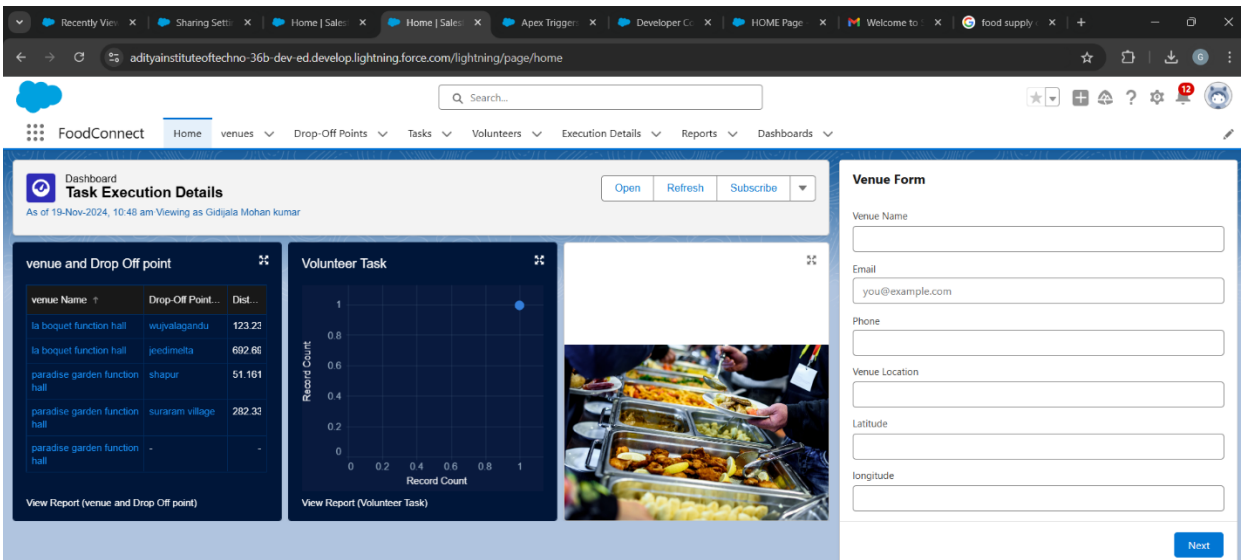 Recently View
Sharing Setti
Home | Sales
Home | Sales
Apex Trigger
Developer Co
HOME Page
Welcome to
food supply
adityainstituteoftechno-36b-dev-ed.develop.lightning.force.com/lightning/page/home
G
Search...
12
FoodConnect
Home
venues
Drop-Off Points
Tasks
Volunteers
Execution Details
Reports
Dashboards
Dashboard
Task Execution Details
As of 19-Nov-2024, 10:48 am Viewing as Gidijala Mohan kumar
Open
Refresh
Subscribe
venue and Drop Off point
venue Name ↑ Drop-Off Point... Dist...
la boquet function hall wujvalagandu 123.23
la boquet function hall jeedimelta 692.69
paradise garden function shapur 51.161
hall
paradise garden function suraram village 282.33
hall
paradise garden function - -
hall
View Report (venue and Drop Off point)
Volunteer Task
Record Count
1
0.8
0.6
0.4
0.2
0
0 0.2 0.4 0.6 0.8 1
Record Count
View Report (Volunteer Task)
Venue Form
Venue Name
Email
you@example.com
Phone
Venue Location
Latitude
longitude
Next